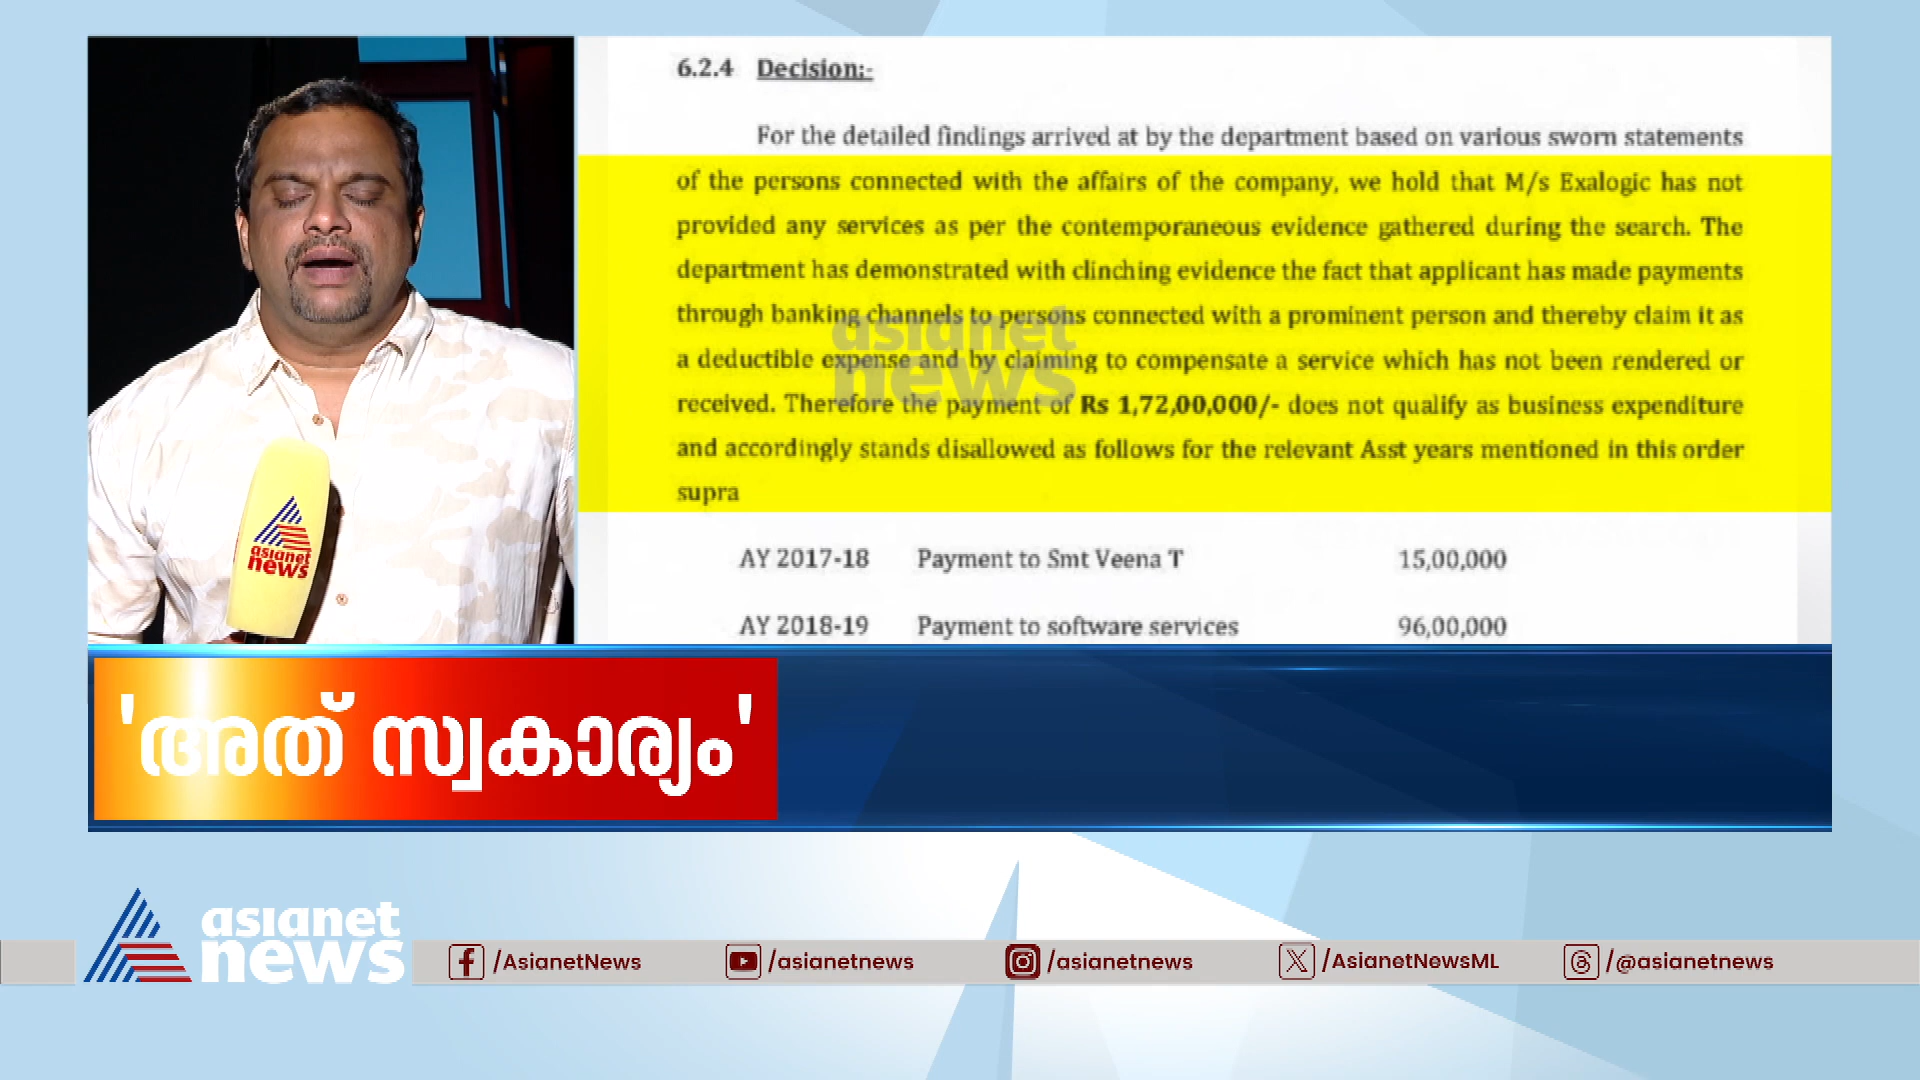 6.2.4 Decision:-
For the detailed findings arrived at by the department based on various sworn statements
of the persons connected with the affairs of the company, we hold that M/s Exalogic has not
provided any services as per the contemporaneous evidence gathered during the search. The
department has demonstrated with clinching evidence the fact that applicant has made payments
through banking channels to persons connected with a prominent person and thereby claim it as
a deductible expense and by claiming to compensate a service which has not been rendered or
received. Therefore the payment of Rs 1,72,00,000/- does not qualify as business expenditure
and accordingly stands disallowed as follows for the relevant Asst years mentioned in this order
supra
AY 2017-18 Payment to Smt Veena T 15,00,000
AY 2018-19 Payment to software services 96,00,000
asianet
news
asianet
news
'അത് സ്വകാര്യം'
asianet
news
/AsianetNews /asianetnews /asianetnews /AsianetNewsML /@asianetnews